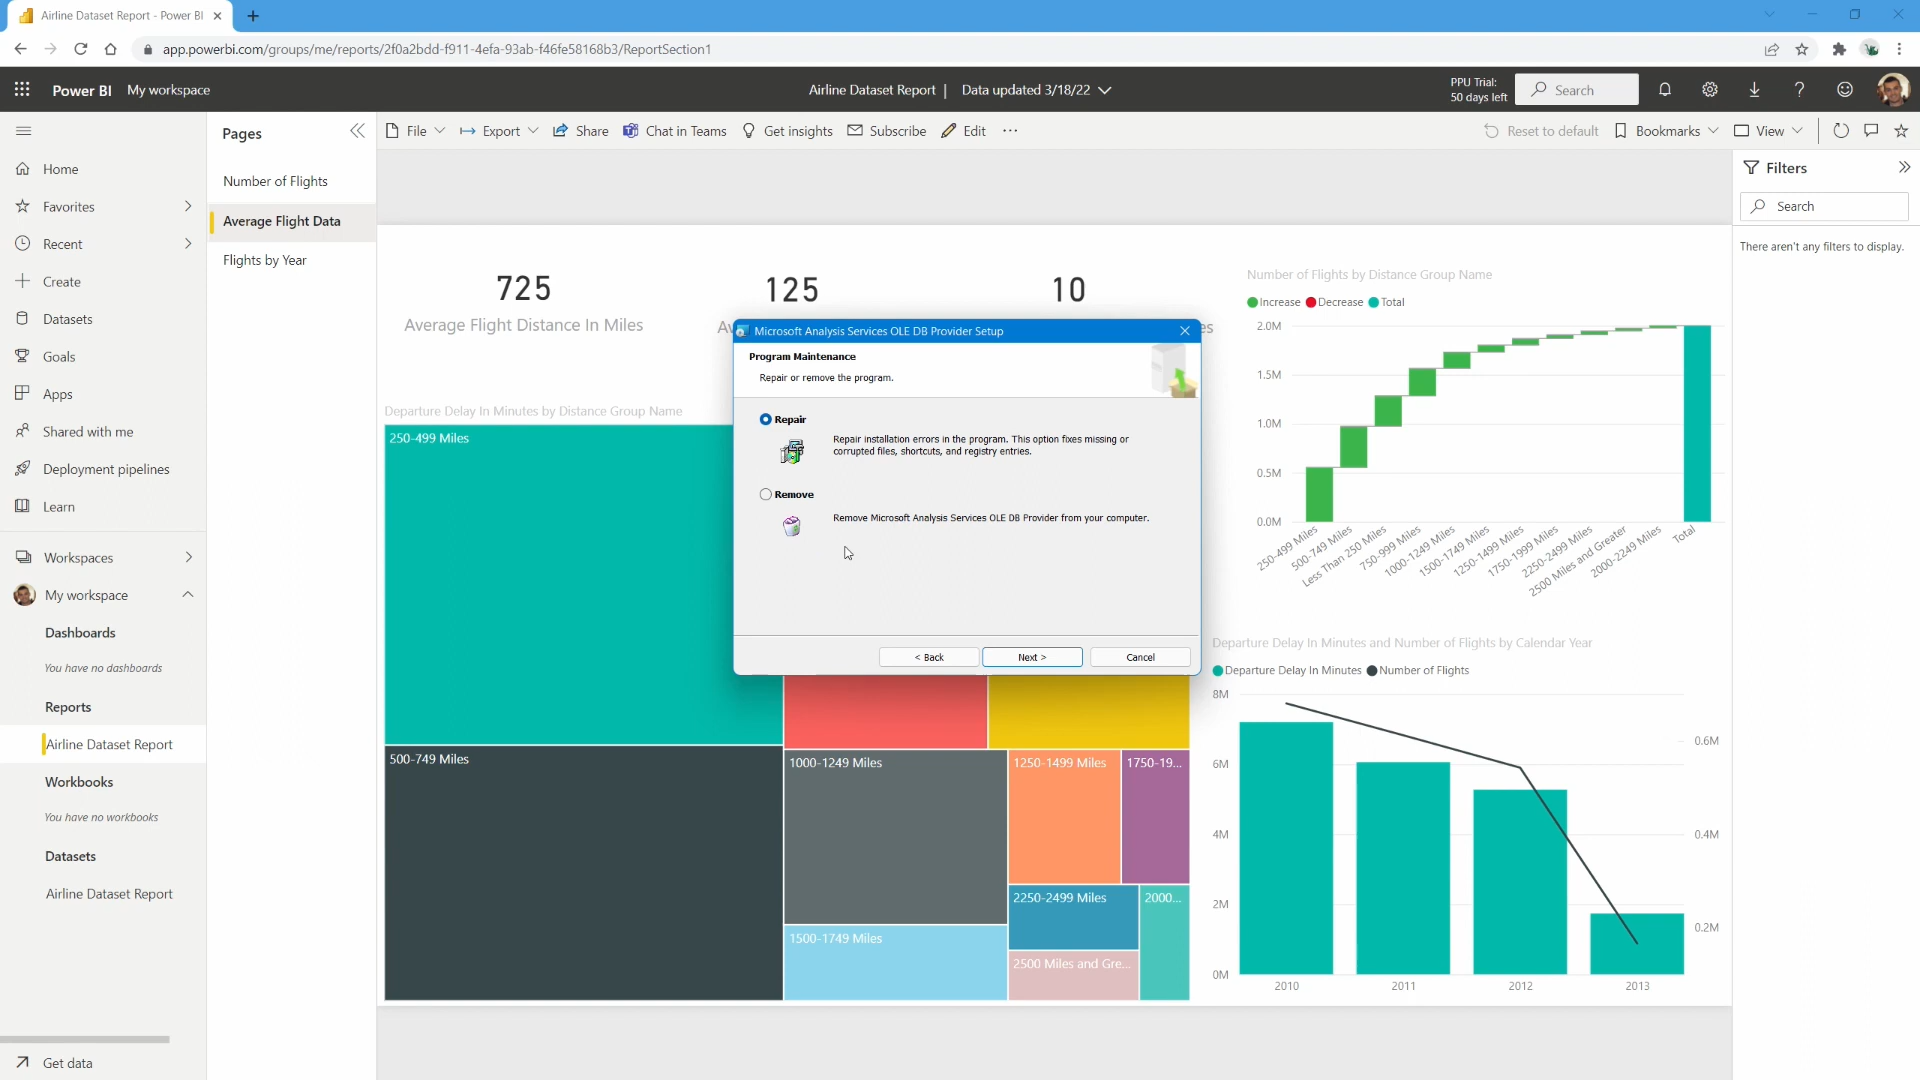 Airline Dataset Report - Power BI
app.powerbi.com/groups/me/reports/2f0a2bdd-f911-4efa-93ab-f46fe58168b3/ReportSection1
Power BI My workspace
Airline Dataset Report | Data updated 3/18/22
PPU Trial:
50 days left
Search
File Export Share Chat in Teams Get insights Subscribe Edit ...
Reset to default Bookmarks View
Home
Favorites
Recent
Create
Datasets
Goals
Apps
Shared with me
Deployment pipelines
Learn
Workspaces
My workspace
Dashboards
You have no dashboards
Reports
Airline Dataset Report
Workbooks
You have no workbooks
Datasets
Airline Dataset Report
Get data
Pages
Number of Flights
Average Flight Data
Flights by Year
725
Average Flight Distance In Miles
125
10
Departure Delay In Minutes by Distance Group Name
250-499 Miles
500-749 Miles
1000-1249 Miles
1250-1499 Miles
1750-19...
1500-1749 Miles
2250-2499 Miles
2000...
2500 Miles and Gre...
Microsoft Analysis Services OLE DB Provider Setup
Program Maintenance
Repair or remove the program.
Repair
Repair installation errors in the program. This option fixes missing or
corrupted files, shortcuts, and registry entries.
Remove
Remove Microsoft Analysis Services OLE DB Provider from your computer.
< Back
Next >
Cancel
Number of Flights by Distance Group Name
Increase Decrease Total
2.0M
1.5M
1.0M
0.5M
0.0M
250-499 Miles
500-749 Miles
Less Than 250 Miles
750-999 Miles
1000-1249 Miles
1500-1749 Miles
1250-1499 Miles
1750-1999 Miles
2250-2499 Miles
2500 Miles and Greater
2000-2249 Miles
Total
Departure Delay In Minutes and Number of Flights by Calendar Year
Departure Delay In Minutes Number of Flights
8M
6M
4M
2M
0M
0.6M
0.4M
0.2M
2010
2011
2012
2013
Filters
Search
There aren't any filters to display.